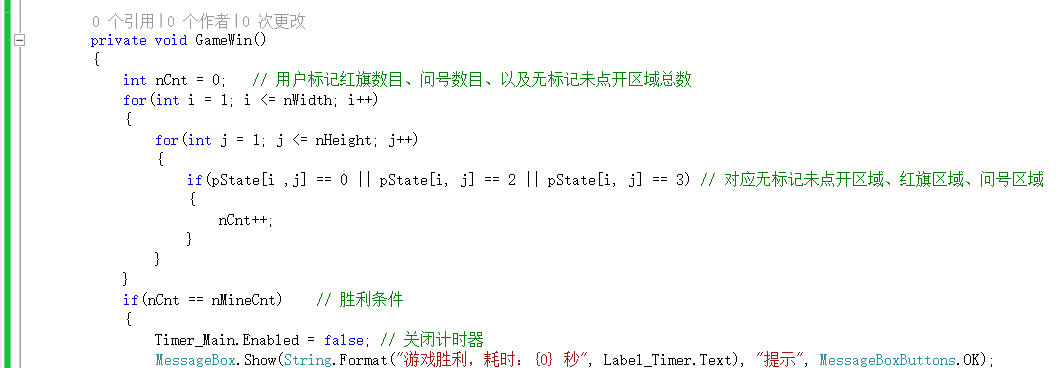 0 个引用|0 个作者|0 次更改
private void GameWin()
{
int nCnt = 0;   // 用户标记红旗数目、问号数目、以及无标记未点开区域总数
for(int i = 1; i <= nWidth; i++)
{
for(int j = 1; j <= nHeight; j++)
{
if(pState[i ,j] == 0 || pState[i, j] == 2 || pState[i, j] == 3) // 对应无标记未点开区域、红旗区域、问号区域
{
nCnt++;
}
}
}
if(nCnt == nMineCnt)    // 胜利条件
{
Timer_Main.Enabled = false; // 关闭计时器
MessageBox.Show(String.Format("游戏胜利，耗时：{0} 秒", Label_Timer.Text), "提示", MessageBoxButtons.OK);